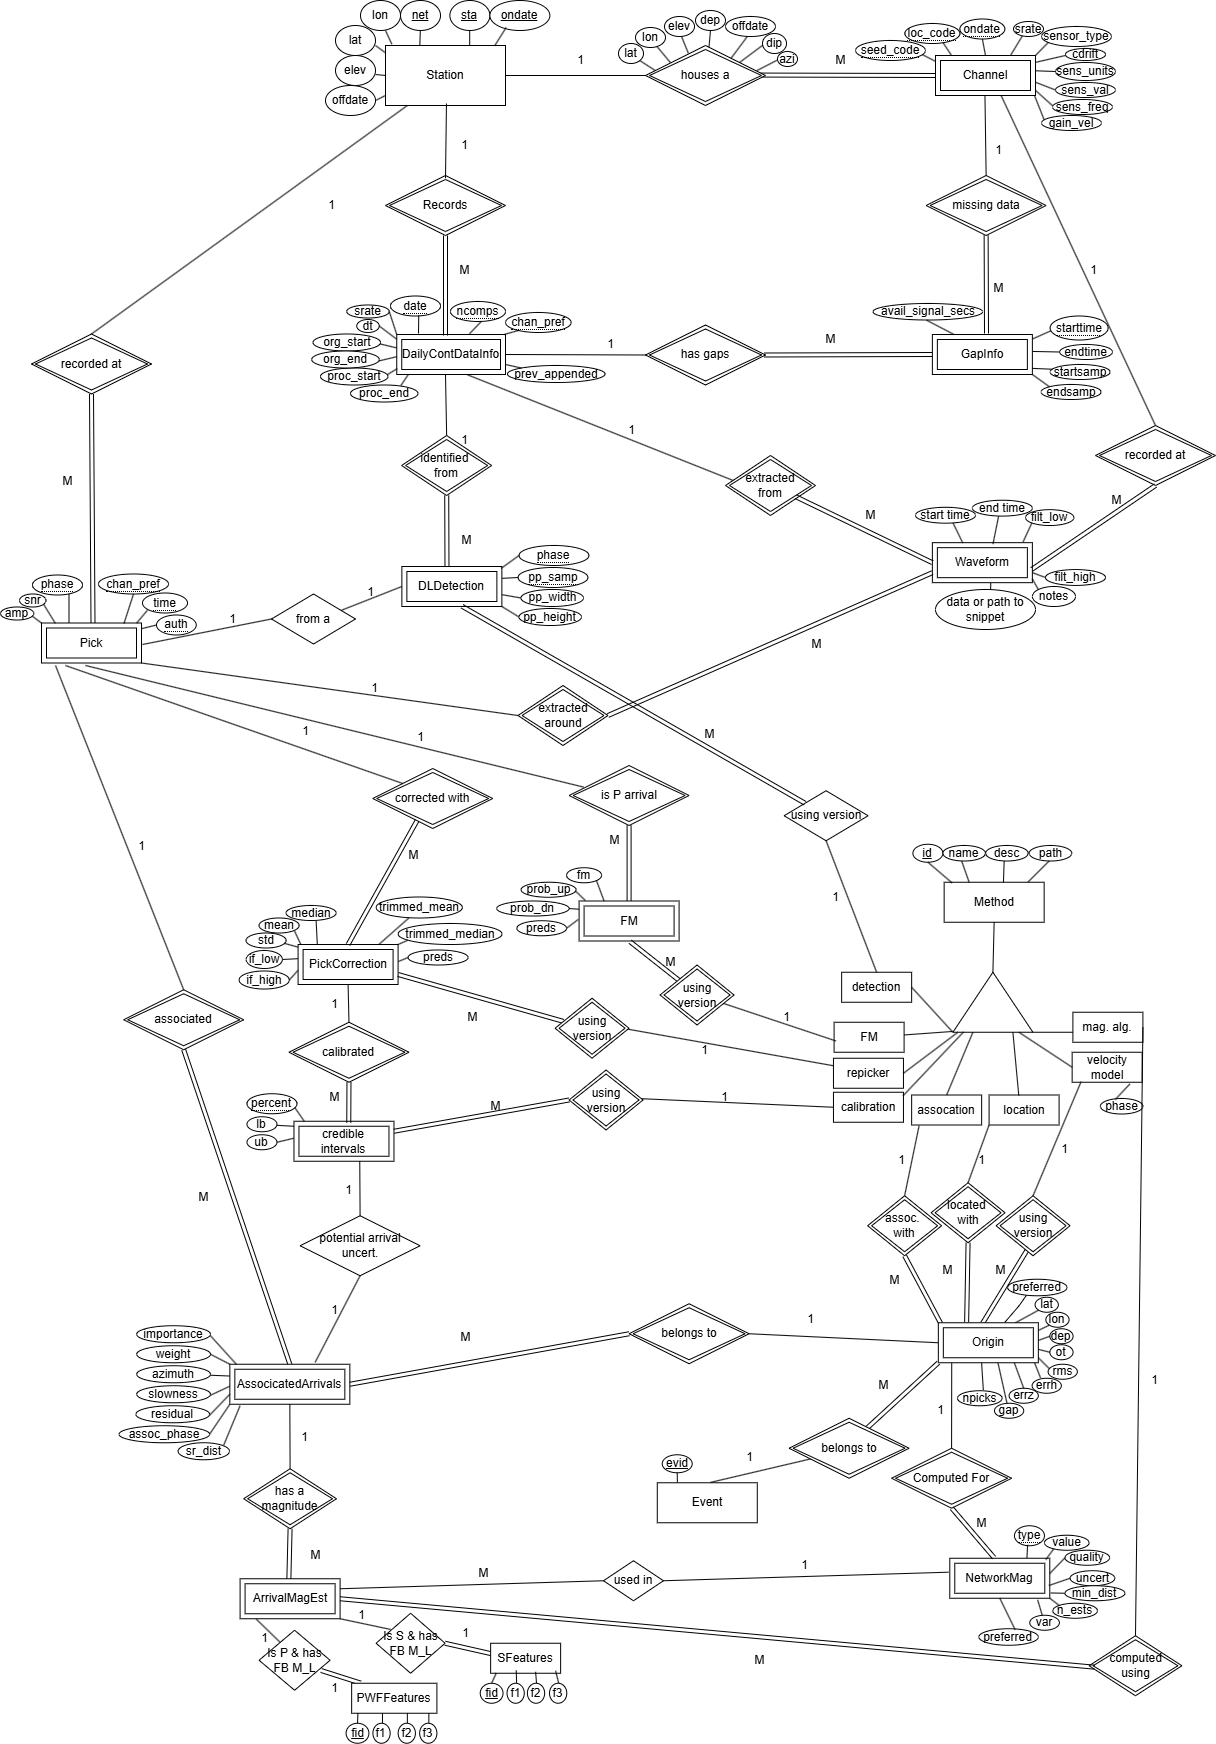 lon
net
sta
ondate
lat
elev
offdate
Station
1
lat
lon
elev
dep
offdate
dip
azi
houses a
M
seed_code
loc_code
ondate
srate
sensor_type
cdrift
sens_units
sens_val
sens_freq
gain_vel
Channel
1
1
1
Records
missing data
M
1
M
srate
date
ncomps
chan_pref
dt
org_start
org_end
proc_start
proc_end
prev_appended
DailyContDataInfo
1
has gaps
M
avail_signal_secs
starttime
endtime
startsamp
endsamp
GapInfo
recorded at
M
1
identified
from
1
extracted
from
M
recorded at
M
M
start time
end time
filt_low
filt_high
notes
data or path to
snippet
Waveform
phase
pp_samp
pp_width
pp_height
DLDetection
phase
snr
amp
chan_pref
time
auth
Pick
1
from a
1
M
1
extracted
around
M
1
1
corrected with
is P arrival
using version
M
M
1
1
id
name
desc
path
Method
fm
prob_up
prob_dn
preds
FM
median
mean
std
if_low
if_high
trimmed_mean
trimmed_median
preds
PickCorrection
M
using
version
1
detection
FM
repicker
calibration
assocation
location
mag. alg.
velocity
model
phase
associated
1
M
using
version
1
calibrated
M
percent
lb
ub
credible
intervals
M
using
version
1
1
1
1
M
1
potential arrival
uncert.
1
assoc.
with
located
with
using
version
M
M
M
preferred
lat
lon
dep
ot
rms
errh
errz
gap
npicks
Origin
M
belongs to
1
importance
weight
azimuth
slowness
residual
assoc_phase
sr_dist
AssocicatedArrivals
1
M
1
1
belongs to
1
evid
Event
Computed For
M
has a
magnitude
M
type
value
quality
uncert
min_dist
n_ests
var
preferred
NetworkMag
ArrivalMagEst
M
used in
1
1
is P & has
FB M_L
1
1
is S & has
FB M_L
1
SFeatures
fid
f1
f2
f3
PWFFeatures
fid
f1
f2
f3
M
computed
using